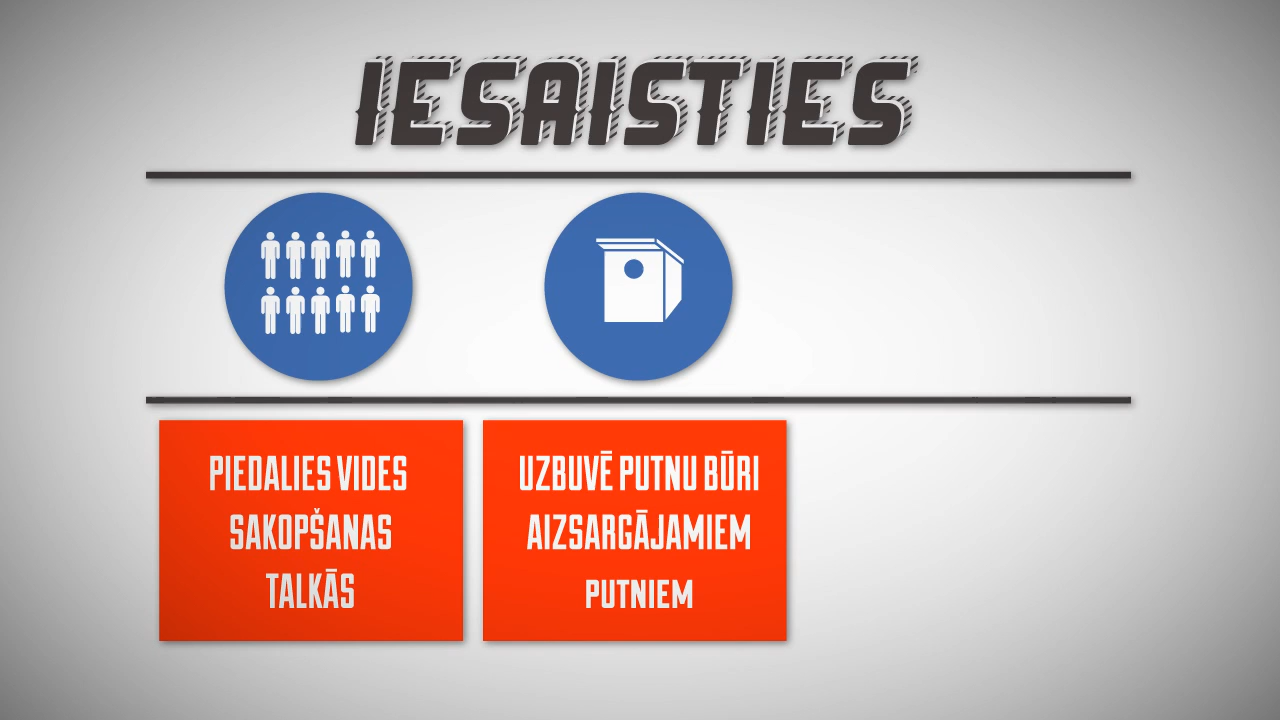 IESAISTIES
PIEDALIES VIDES
SAKOPŠANAS
TALKĀS
UZBUVĒ PUTNU BŪRI
AIZSARGĀJAMIEM
PUTNIEM